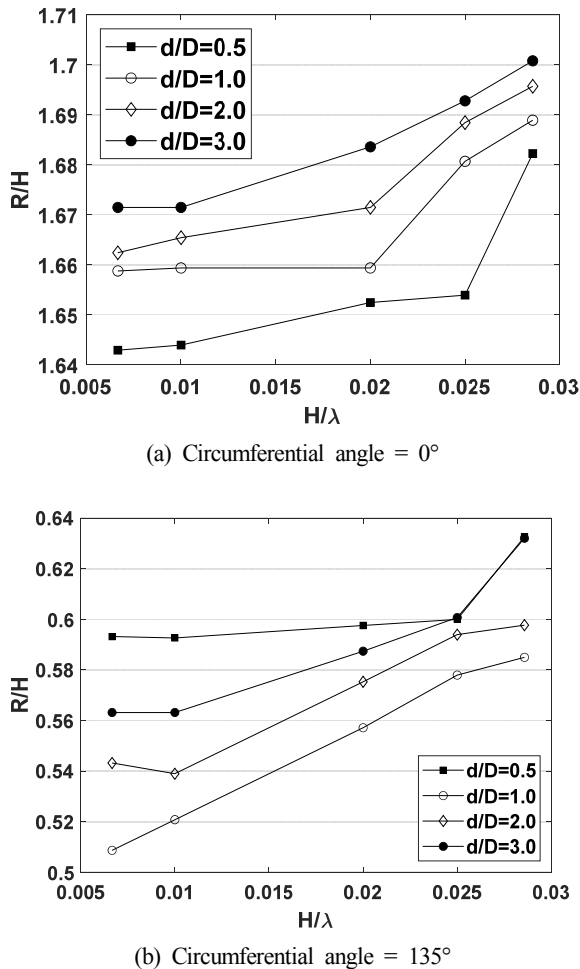 1.71
1.7
1.69
1.68
1.67
1.66
1.65
1.64
R/H
d/D=0.5
d/D=1.0
d/D=2.0
d/D=3.0
0.005 0.01 0.015 0.02 0.025 0.03
H/λ
(a) Circumferential angle = 0°
0.64
0.62
0.6
0.58
0.56
0.54
0.52
0.5
R/H
d/D=0.5
d/D=1.0
d/D=2.0
d/D=3.0
0.005 0.01 0.015 0.02 0.025 0.03
H/λ
(b) Circumferential angle = 135°